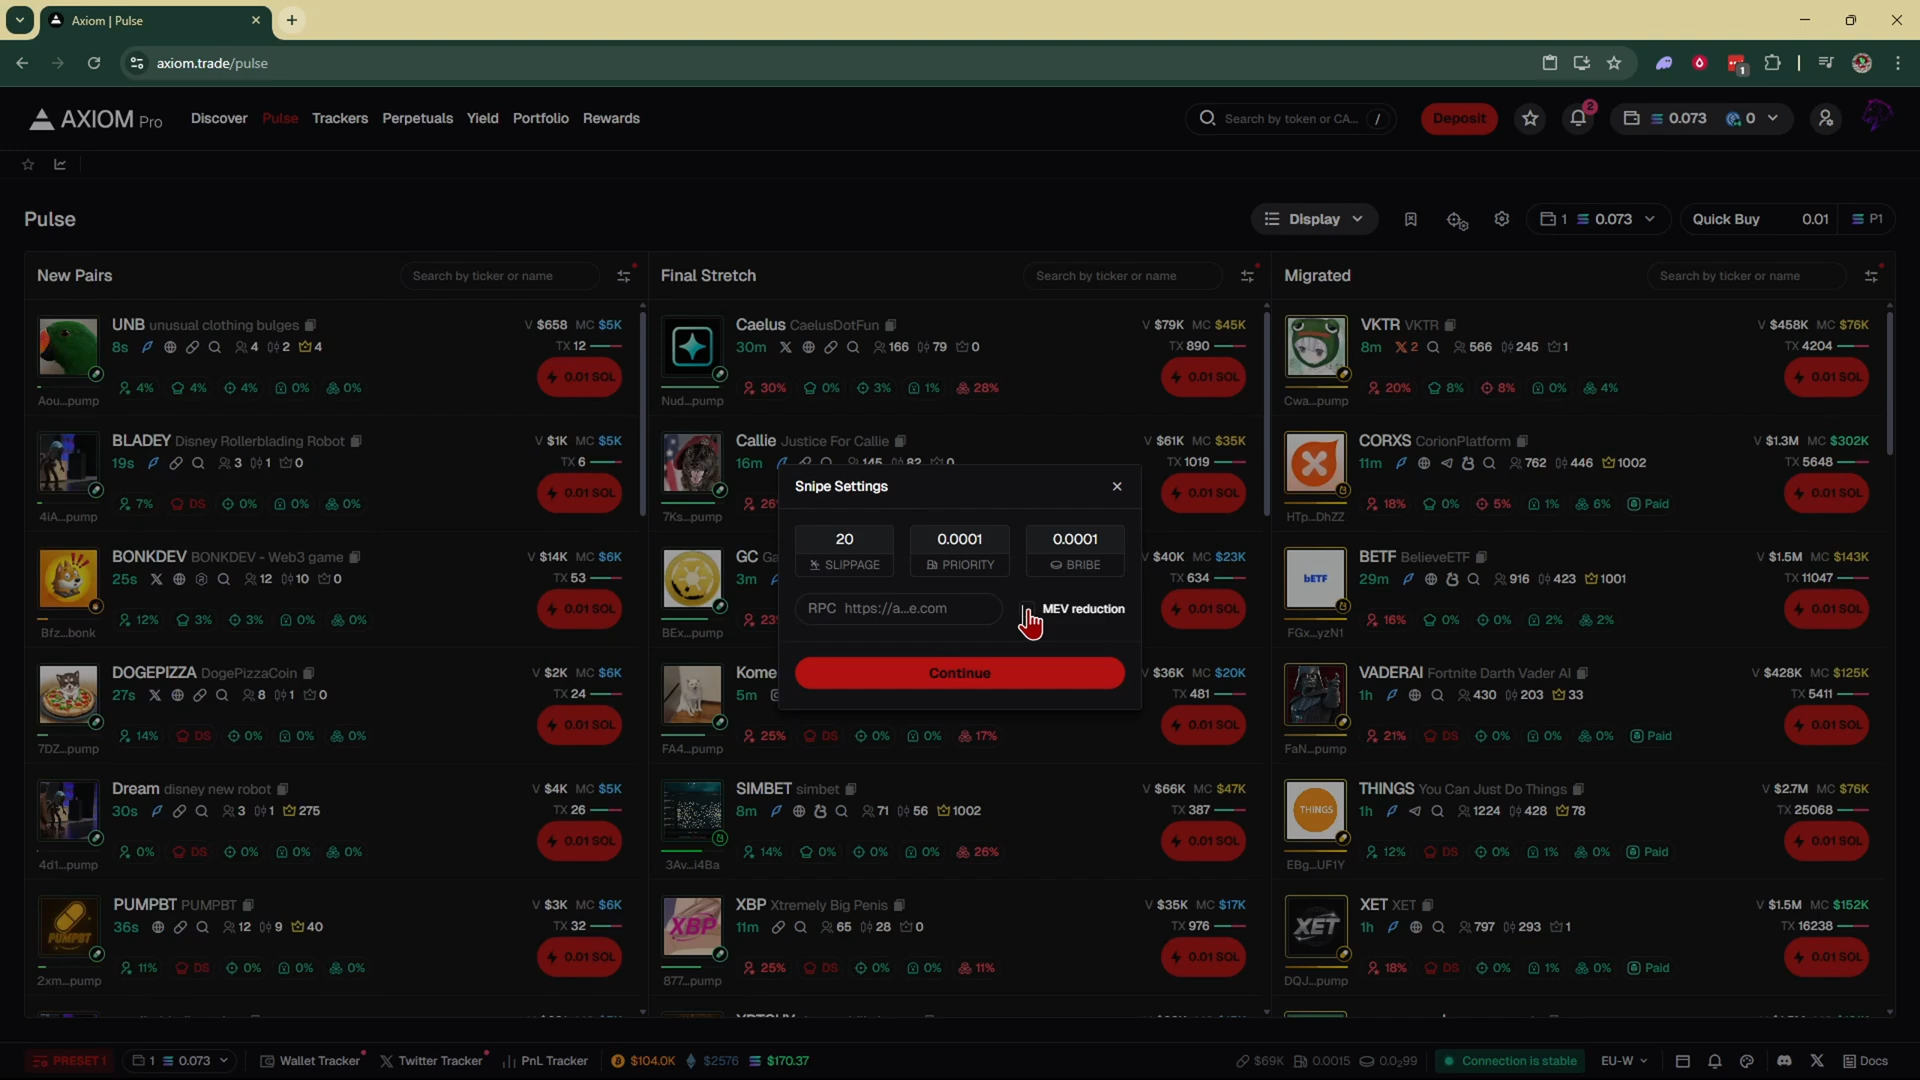 Axiom | Pulse
axiom.trade/pulse
1
AXIOM Pro
Discover
Pulse
Trackers
Perpetuals
Yield
Portfolio
Rewards
Search by token or CA...
/
Deposit
2
0.073
0
Pulse
Display
1 0.073
Quick Buy 0.01
P1
New Pairs
Search by ticker or name
UNB unusual clothing bulges
V $658 MC $5K
8s 4 2 4
TX 12
0.01 SOL
4% 4% 4% 0% 0%
Aou...pump
BLADEY Disney Rollerblading Robot
V $1K MC $5K
19s 3 1 0
TX 6
0.01 SOL
7% DS 0% 0% 0%
4iA...pump
BONKDEV BONKDEV - Web3 game
V $14K MC $6K
25s 12 10 0
TX 53
0.01 SOL
12% 3% 3% 0% 0%
Bfz...bonk
DOGEPIZZA DogePizzaCoin
V $2K MC $6K
27s 8 1 0
TX 24
0.01 SOL
14% DS 0% 0% 0%
7DZ...pump
Dream disney new robot
V $4K MC $5K
30s 3 1 275
TX 26
0.01 SOL
0% DS 0% 0% 0%
4d1...pump
PUMPBT PUMPBT
V $3K MC $6K
36s 12 9 40
TX 32
0.01 SOL
11% DS 0% 0% 0%
2xm...pump
Final Stretch
Search by ticker or name
Caelus CaelusDotFun
V $79K MC $45K
30m 166 79 0
TX 890
0.01 SOL
30% 0% 3% 1% 28%
Nud...pump
Callie Justice For Callie
V $61K MC $35K
16m 145 82 0
TX 1019
0.01 SOL
7Ks...pump
GC
V $40K MC $23K
3m
TX 634
0.01 SOL
BEx...pump
Kome
V $36K MC $20K
5m
TX 481
0.01 SOL
25% DS 0% 0% 17%
FA4...pump
SIMBET simbet
V $66K MC $47K
8m 71 56 1002
TX 387
0.01 SOL
14% 0% 0% 0% 26%
3Av...i4Ba
XBP Xtremely Big Penis
V $35K MC $17K
11m 65 28 0
TX 976
0.01 SOL
25% DS 0% 0% 11%
877...pump
Snipe Settings
20
0.0001
0.0001
SLIPPAGE
PRIORITY
BRIBE
RPC https://a...e.com
MEV reduction
Continue
Migrated
Search by ticker or name
VKTR VKTR
V $458K MC $76K
8m 2 566 245 1
TX 4204
0.01 SOL
20% 8% 8% 0% 4%
Cwa...pump
CORXS CorionPlatform
V $1.3M MC $302K
11m 762 446 1002
TX 5648
0.01 SOL
18% 0% 5% 1% 6% Paid
HTp...DhZZ
BETF BelieveETF
V $1.5M MC $143K
29m 916 423 1001
TX 11047
0.01 SOL
16% 0% 0% 2% 2%
FGx...yzN1
VADERAI Fortnite Darth Vader AI
V $428K MC $125K
1h 430 203 33
TX 5411
0.01 SOL
21% DS 0% 0% 0% Paid
FaN...pump
THINGS You Can Just Do Things
V $2.7M MC $76K
1h 1224 428 78
TX 25068
0.01 SOL
12% DS 0% 1% 0% Paid
EBg...UF1Y
XET XET
V $1.5M MC $152K
1h 797 293 1
TX 16238
0.01 SOL
18% DS 0% 1% 0% Paid
DQJ...pump
PRESET 1
1 0.073
Wallet Tracker
Twitter Tracker
PnL Tracker
$104.0K $2576 $170.37
$69K 0.0015 0.0₂99
Connection is stable
EU-W
Docs